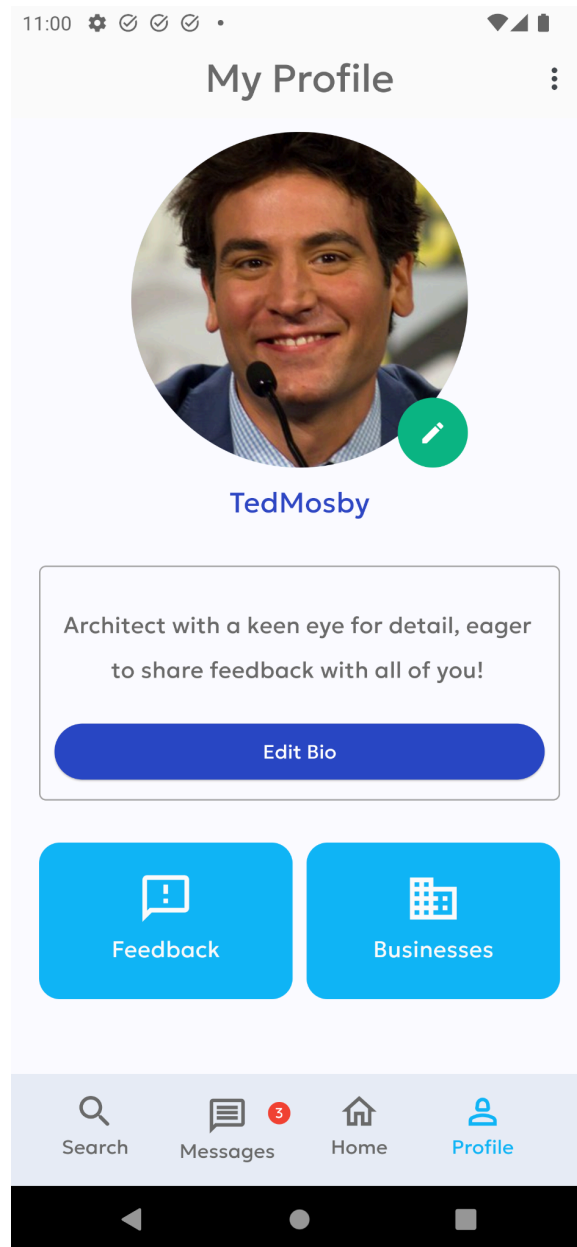 11:00
My Profile
TedMosby
Architect with a keen eye for detail, eager
to share feedback with all of you!
Edit Bio
Feedback
Businesses
3
Search
Messages
Home
Profile